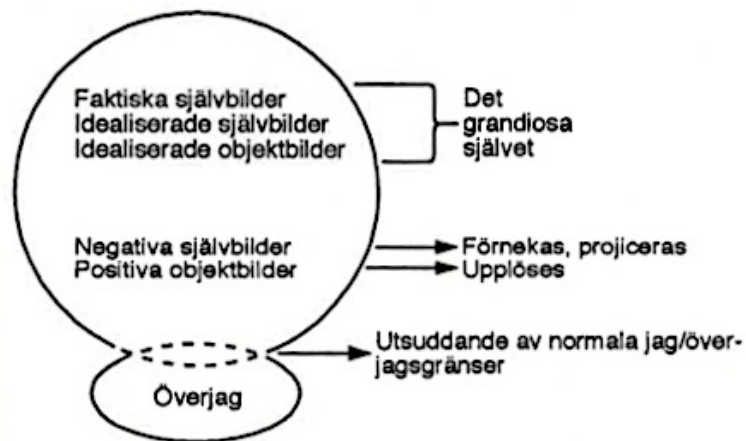 Faktiska självbilder
Idealiserade självbilder
Idealiserade objektbilder
Det
grandiosa
självet
Negativa självbilder
Positiva objektbilder
Förnekas, projiceras
Upplöses
Utsuddande av normala jag/över-
jagsgränser
Överjag